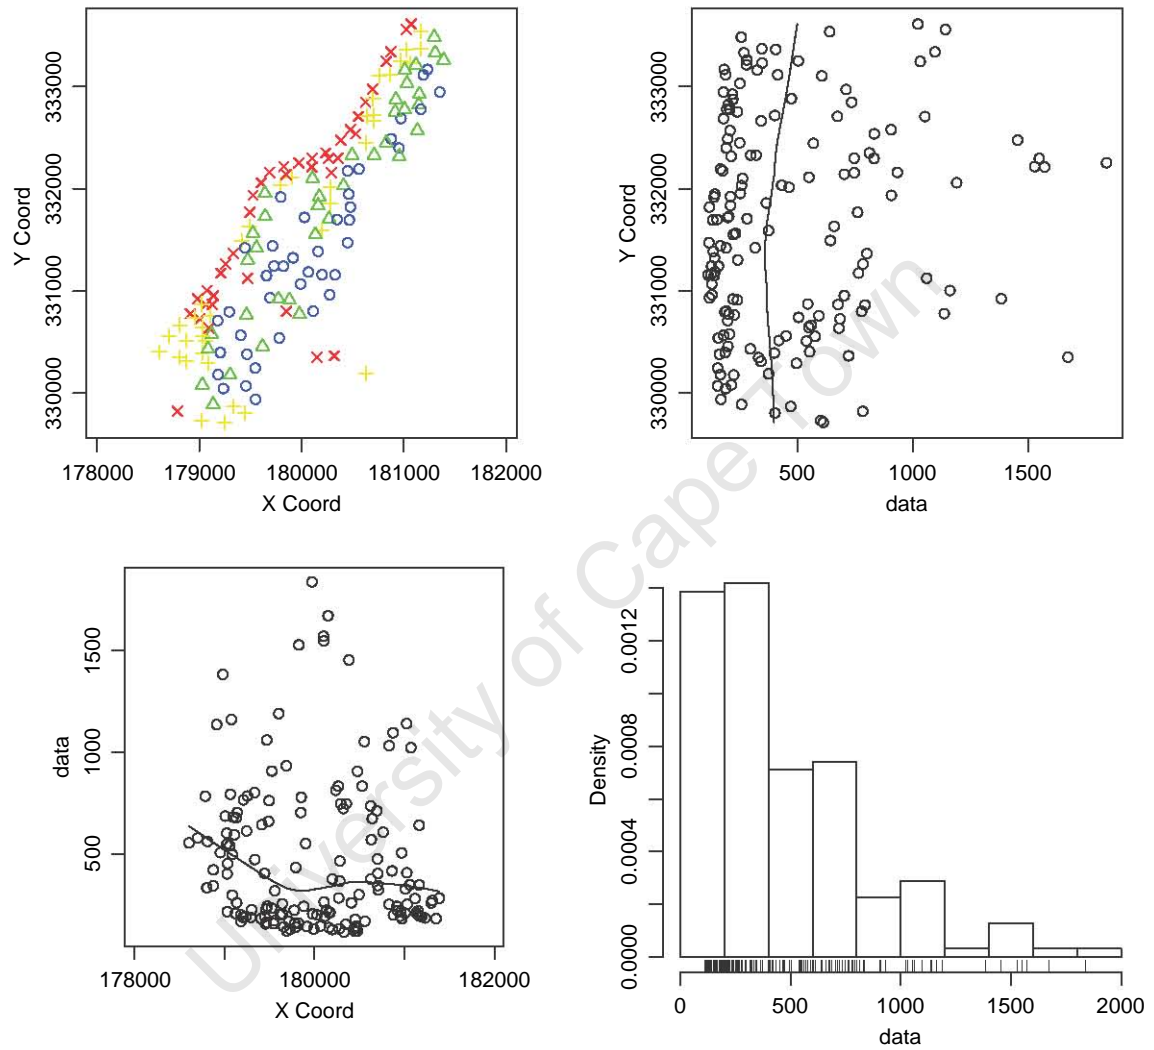 Y Coord
333000
332000
331000
330000
178000 179000 180000 181000 182000
X Coord
Y Coord
333000
332000
331000
330000
500 1000 1500
data
data
1500
1000
500
178000 180000 182000
X Coord
Density
0.0012
0.0008
0.0004
0.0000
0 500 1000 1500 2000
data
University of Cape Town